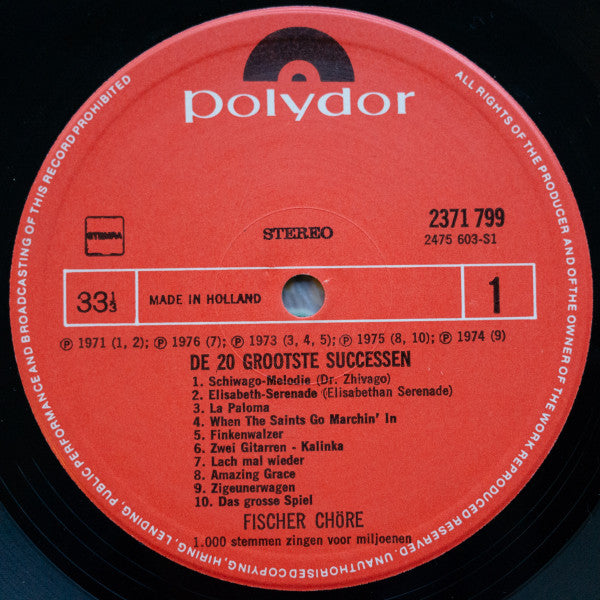 polydor
ALL RIGHTS OF THE PRODUCER AND OF THE OWNER OF THE WORK REPRODUCED RESERVED. UNAUTHORISED COPYING, HIRING, LENDING, PUBLIC PERFORMANCE AND BROADCASTING OF THIS RECORD PROHIBITED
STEMRA
STEREO
2371 799
2475 603-S1
33⅓
MADE IN HOLLAND
1
℗ 1971 (1, 2); ℗ 1976 (7); ℗ 1973 (3, 4, 5); ℗ 1975 (8, 10); ℗ 1974 (9)
DE 20 GROOTSTE SUCCESSEN
1. Schiwago-Melodie (Dr. Zhivago)
2. Elisabeth-Serenade (Elisabethan Serenade)
3. La Paloma
4. When The Saints Go Marchin' In
5. Finkenwalzer
6. Zwei Gitarren - Kalinka
7. Lach mal wieder
8. Amazing Grace
9. Zigeunerwagen
10. Das grosse Spiel
FISCHER CHÖRE
1.000 stemmen zingen voor miljoenen